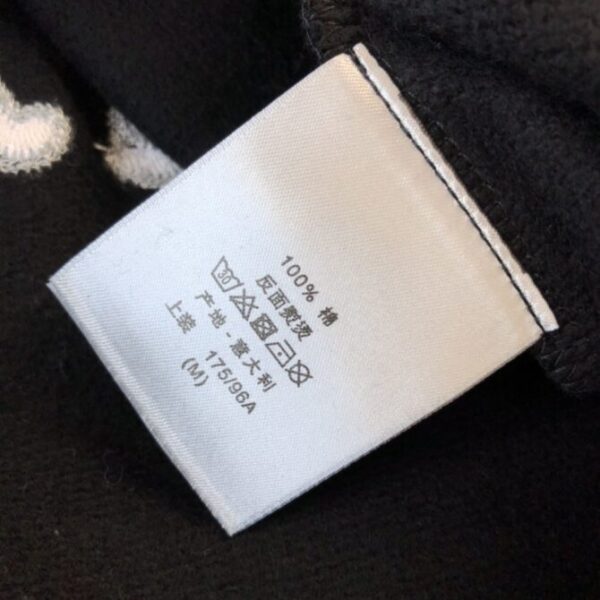 100% 棉
反面熨烫
30
产地-意大利
上装 175/96A
(M)